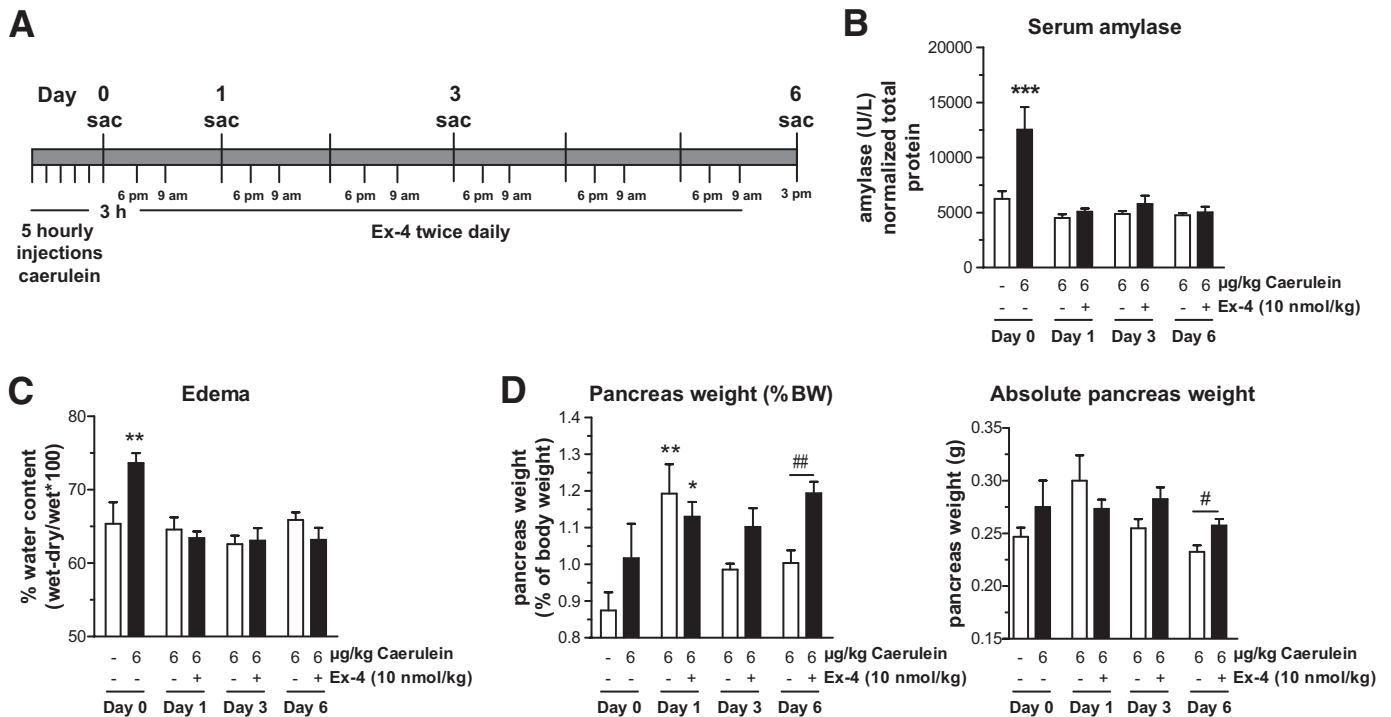 A
Day 0 1 3 6
sac sac sac sac
6 pm 9 am 6 pm 9 am 6 pm 9 am 6 pm 9 am 6 pm 9 am 6 pm 9 am 3 pm
3 h
5 hourly
injections
caerulein
Ex-4 twice daily
B
Serum amylase
amylase (U/L)
normalized total
protein
20000
15000
10000
5000
0
***
- 6 6 6 6 6 6 6 µg/kg Caerulein
- - - + - + - + Ex-4 (10 nmol/kg)
Day 0 Day 1 Day 3 Day 6
C
Edema
% water content
(wet-dry/wet*100)
80
70
60
50
**
- 6 6 6 6 6 6 6 µg/kg Caerulein
- - - + - + - + Ex-4 (10 nmol/kg)
Day 0 Day 1 Day 3 Day 6
D
Pancreas weight (% BW)
pancreas weight
(% of body weight)
1.4
1.3
1.2
1.1
1.0
0.9
0.8
**
*
##
- 6 6 6 6 6 6 6 µg/kg Caerulein
- - - + - + - + Ex-4 (10 nmol/kg)
Day 0 Day 1 Day 3 Day 6
Absolute pancreas weight
pancreas weight (g)
0.35
0.30
0.25
0.20
0.15
#
- 6 6 6 6 6 6 6 µg/kg Caerulein
- - - + - + - + Ex-4 (10 nmol/kg)
Day 0 Day 1 Day 3 Day 6